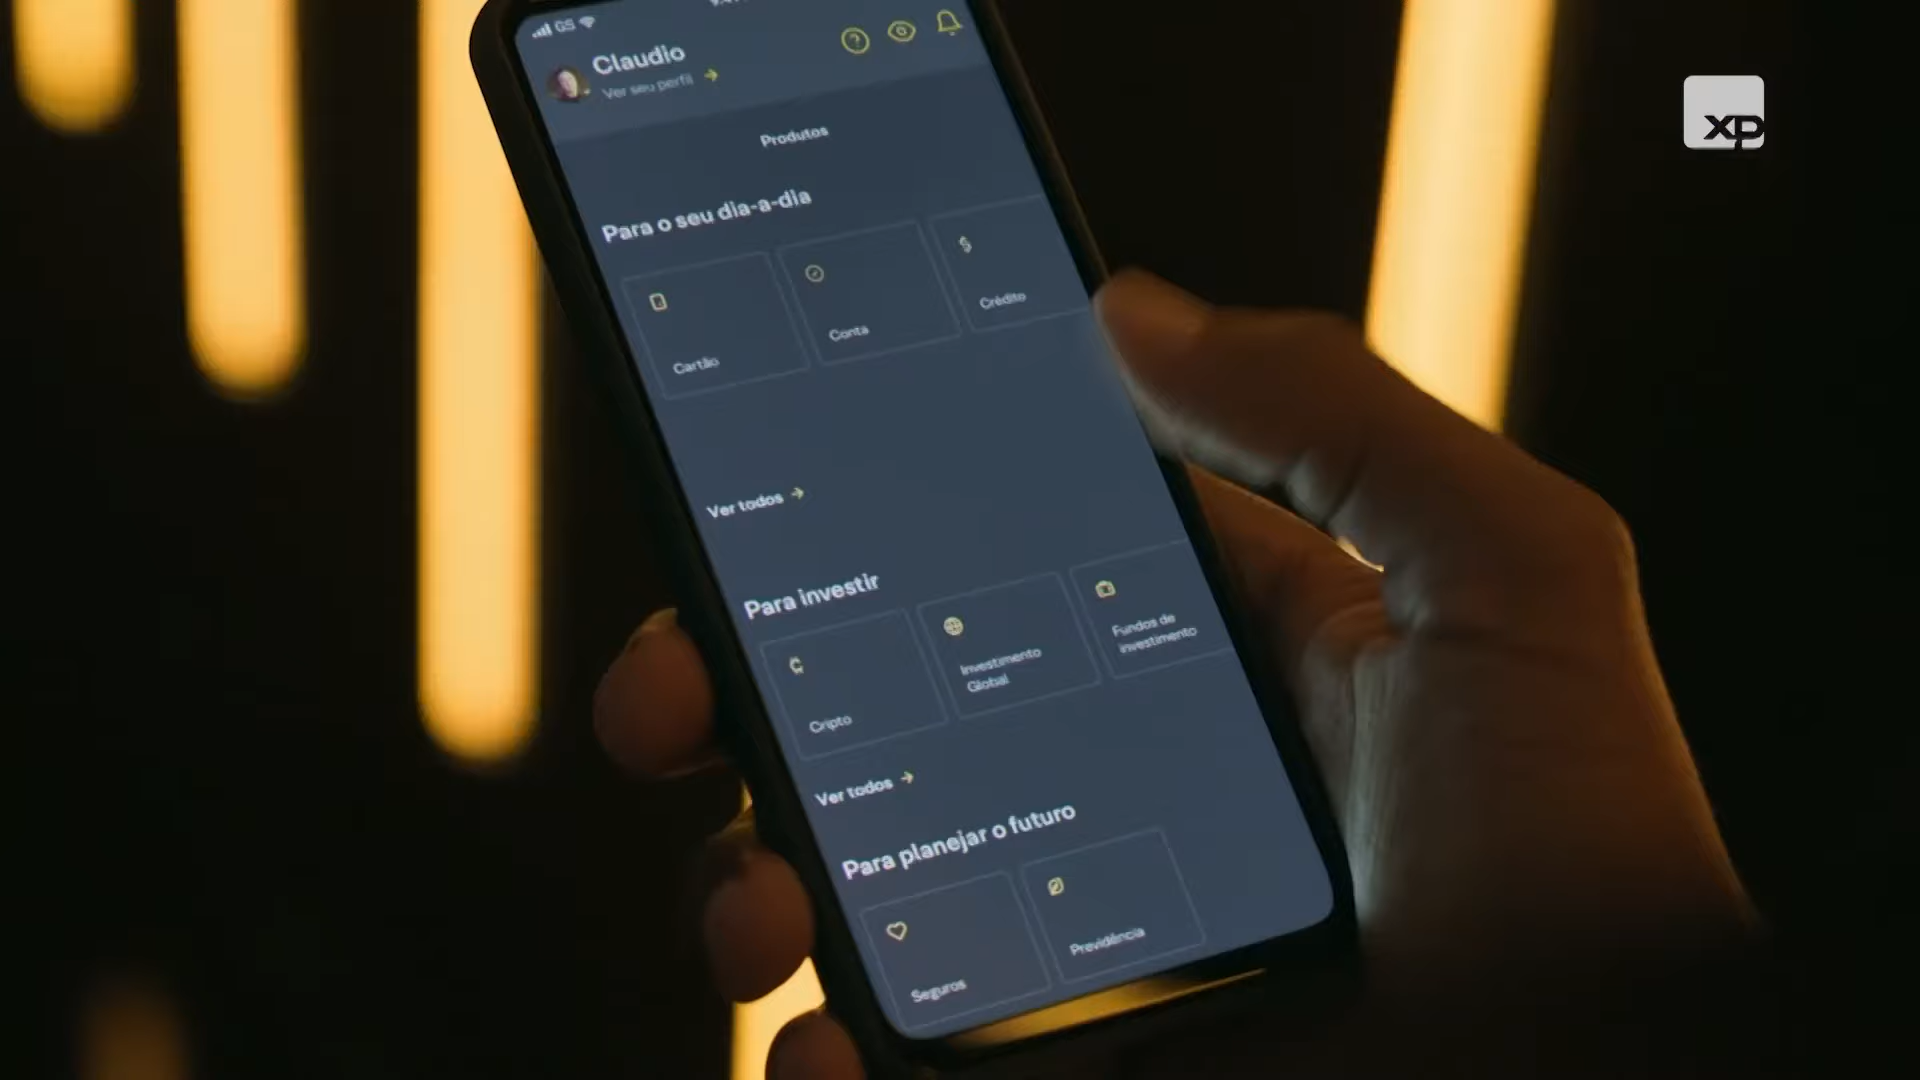 GS
Claudio
Ver seu perfil
Produtos
Para o seu dia-a-dia
Cartão
Conta
Crédito
Ver todos
Para investir
Cripto
Investimento
Global
Fundos de
investimento
Ver todos
Para planejar o futuro
Seguros
Previdência
xp